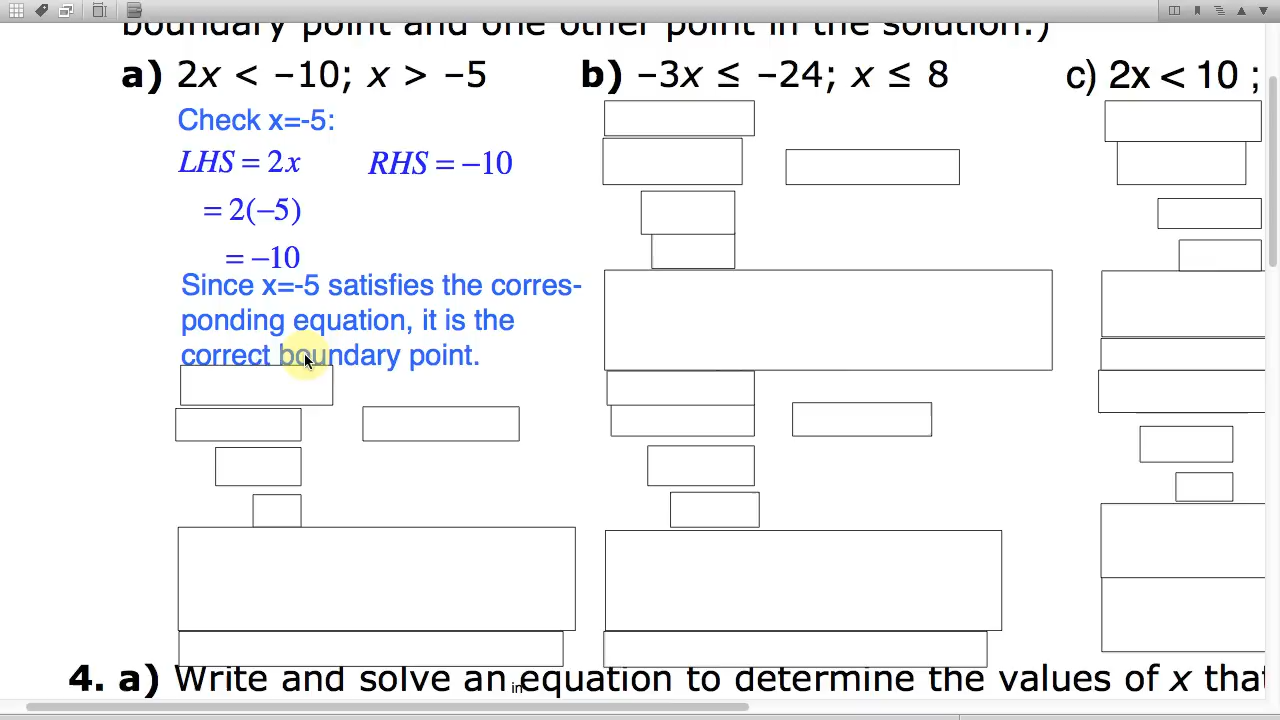 boundary point and one other point in the solution.)
a) 2x < −10; x > −5
b) −3x ≤ −24; x ≤ 8
c) 2x < 10 ;
Check x=-5:
LHS = 2x RHS = −10
= 2(−5)
= −10
Since x=-5 satisfies the corres-
ponding equation, it is the
correct boundary point.
4. a) Write and solve an in equation to determine the values of x that